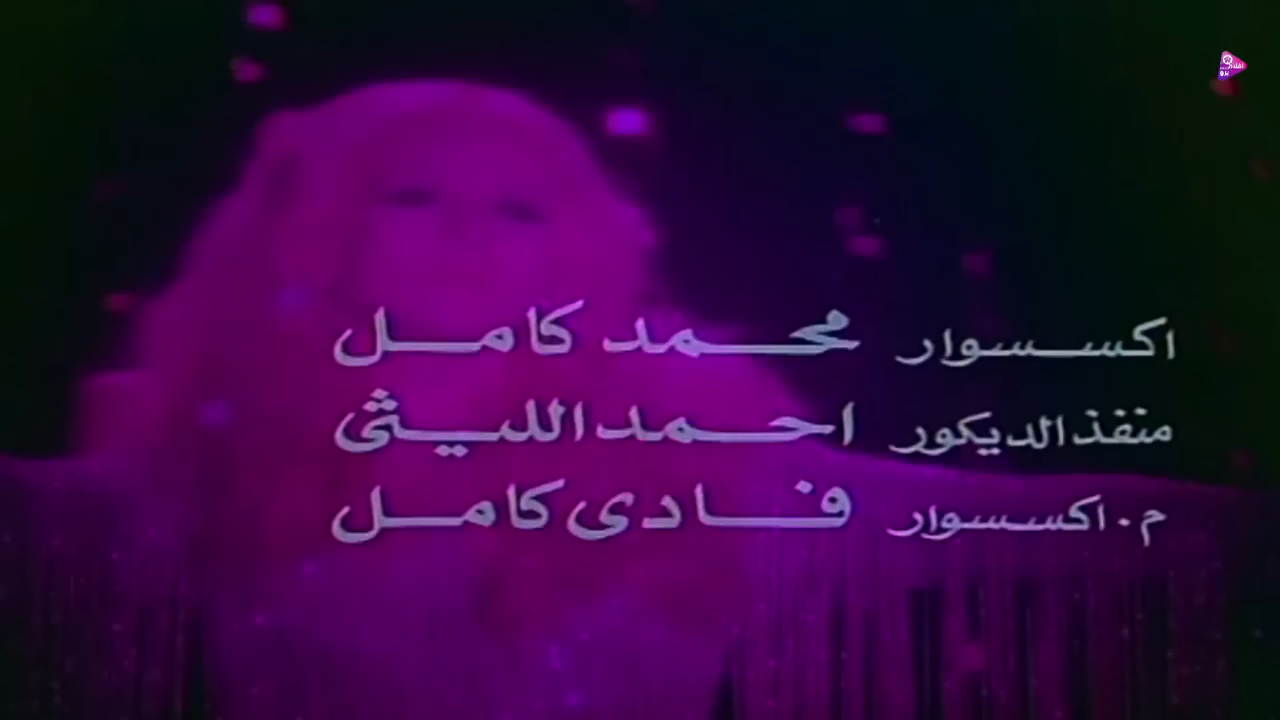 اكسسوار محمد كامل
منفذ الديكور احمد الليثى
م. اكسسوار فادى كامل